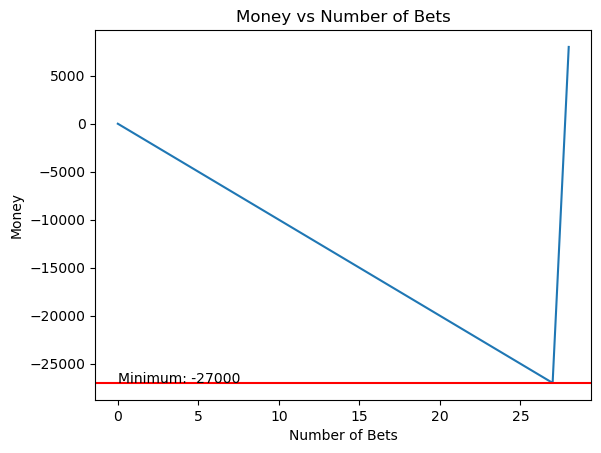 Money vs Number of Bets
5000
0
−5000
−10000
−15000
−20000
−25000
Money
Minimum: -27000
0 5 10 15 20 25
Number of Bets